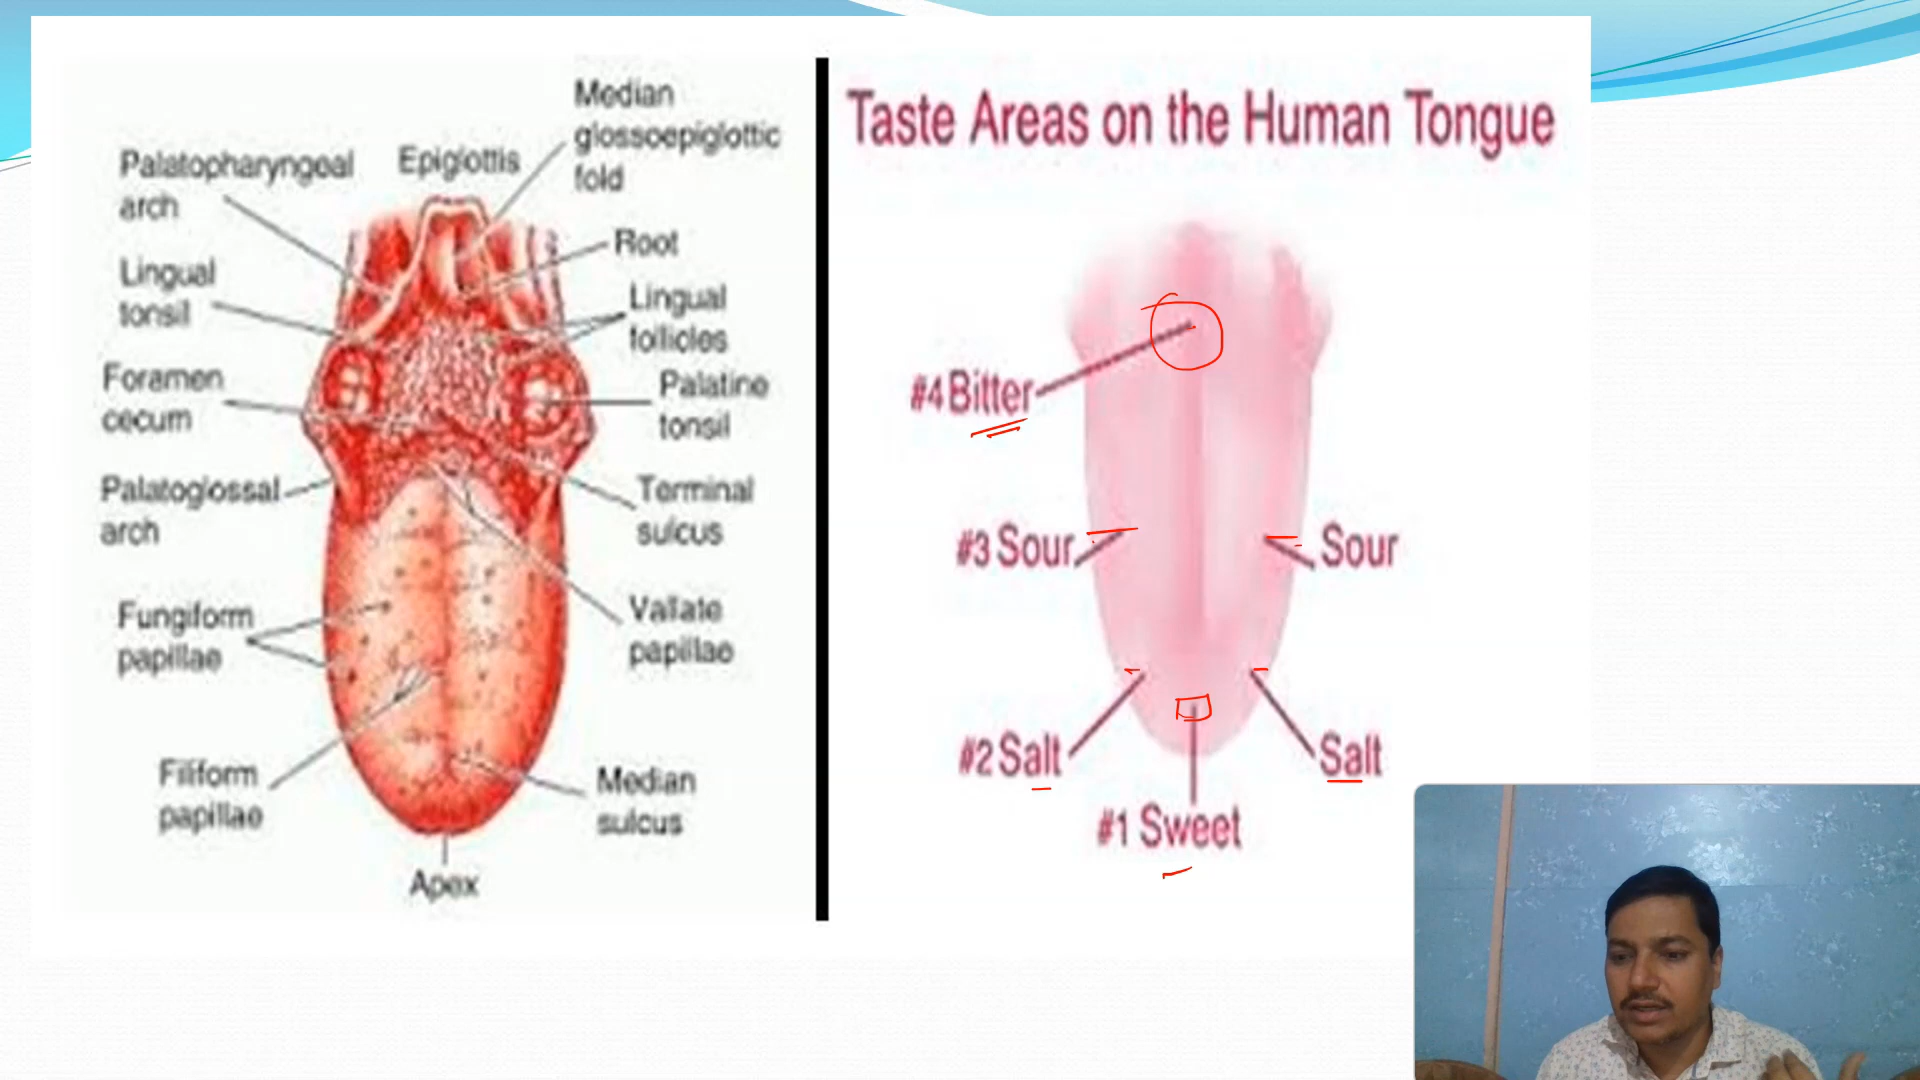 Median
glossoepiglottic
fold
Palatopharyngeal
arch
Epiglottis
Root
Lingual
tonsil
Lingual
follicles
Foramen
cecum
Palatine
tonsil
Palatoglossal
arch
Terminal
sulcus
Fungiform
papillae
Vallate
papillae
Filiform
papillae
Median
sulcus
Apex
Taste Areas on the Human Tongue
#4 Bitter
#3 Sour
Sour
#2 Salt
Salt
#1 Sweet